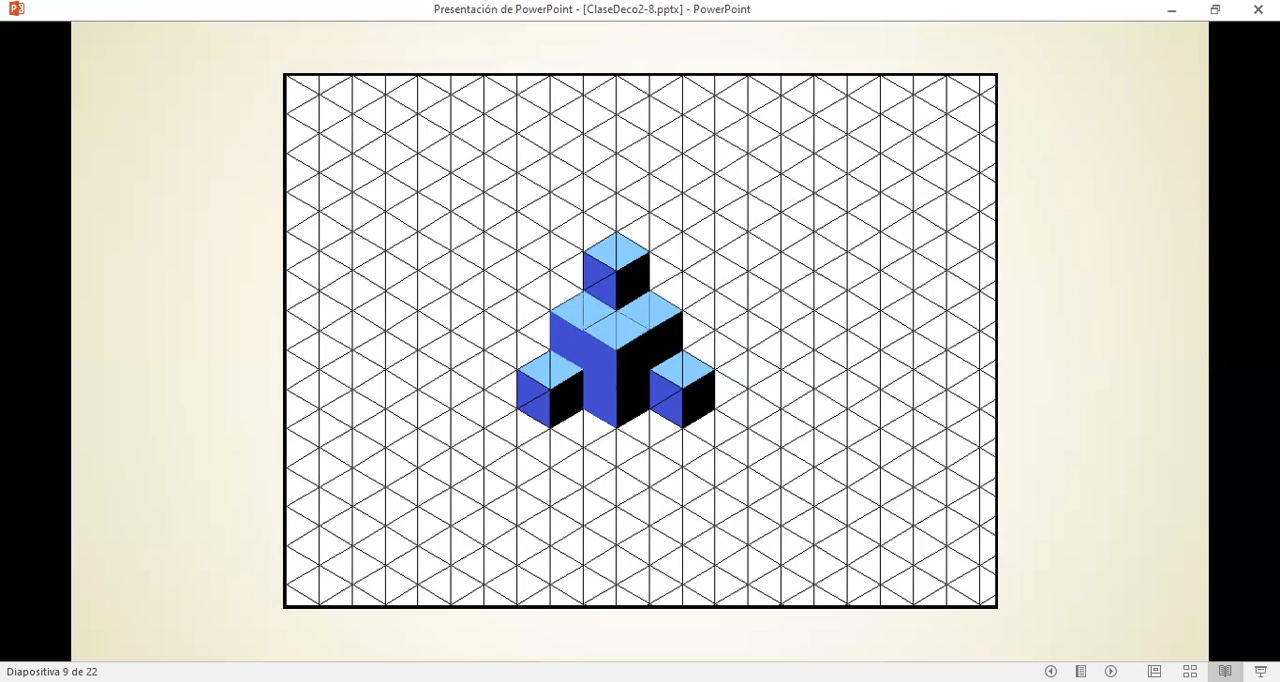 Presentación de PowerPoint - [ClaseDeco2-8.pptx] - PowerPoint
Diapositiva 9 de 22